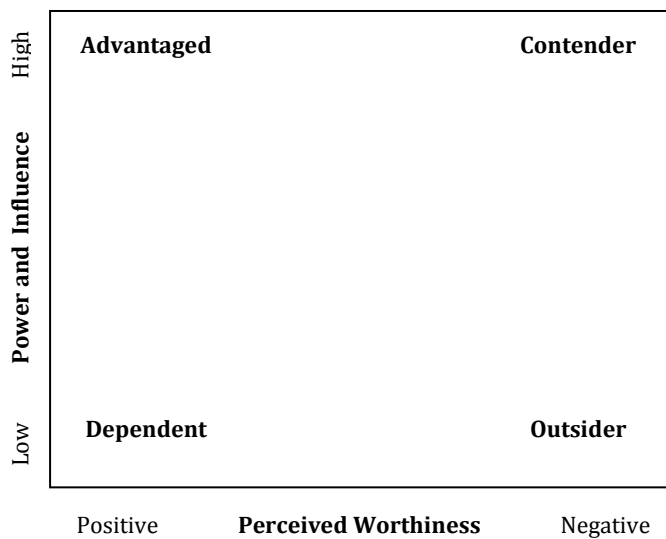 High
Advantaged Contender
Power and Influence
Low
Dependent Outsider
Positive Perceived Worthiness Negative